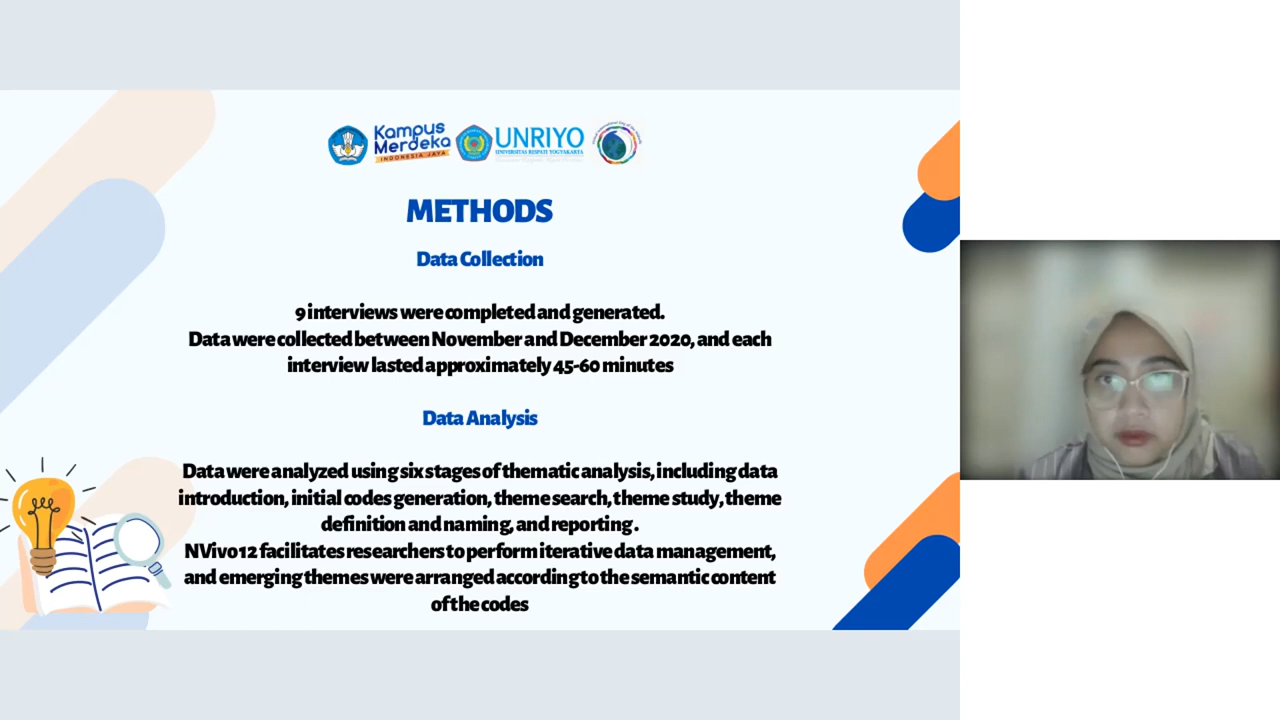 Kampus
Merdeka
INDONESIA JAYA
UNRIYO
UNIVERSITAS RESPATI YOGYAKARTA
METHODS
Data Collection
9 interviews were completed and generated.
Data were collected between November and December 2020, and each
interview lasted approximately 45-60 minutes
Data Analysis
Data were analyzed using six stages of thematic analysis, including data
introduction, initial codes generation, theme search, theme study, theme
definition and naming, and reporting.
NVivo 12 facilitates researchers to perform iterative data management,
and emerging themes were arranged according to the semantic content
of the codes